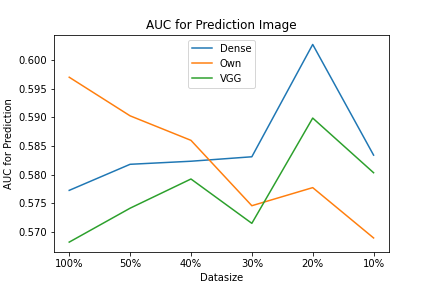 AUC for Prediction Image
Dense
Own
VGG
AUC for Prediction
0.600
0.595
0.590
0.585
0.580
0.575
0.570
100% 50% 40% 30% 20% 10%
Datasize